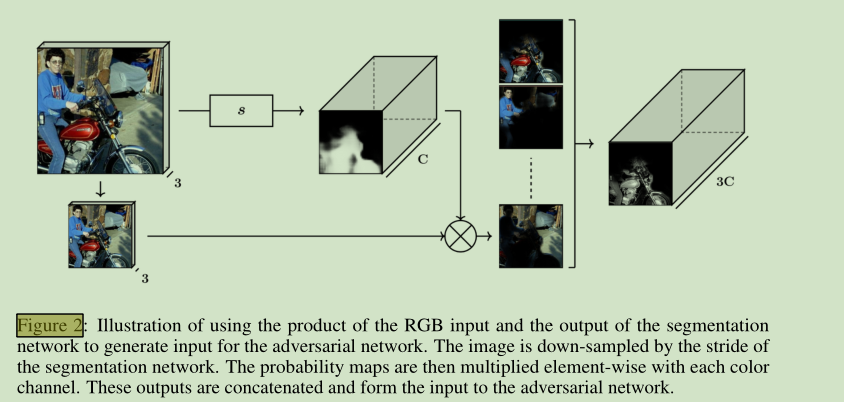 s
3
C
3C
3
Figure 2: Illustration of using the product of the RGB input and the output of the segmentation
network to generate input for the adversarial network. The image is down-sampled by the stride of
the segmentation network. The probability maps are then multiplied element-wise with each color
channel. These outputs are concatenated and form the input to the adversarial network.